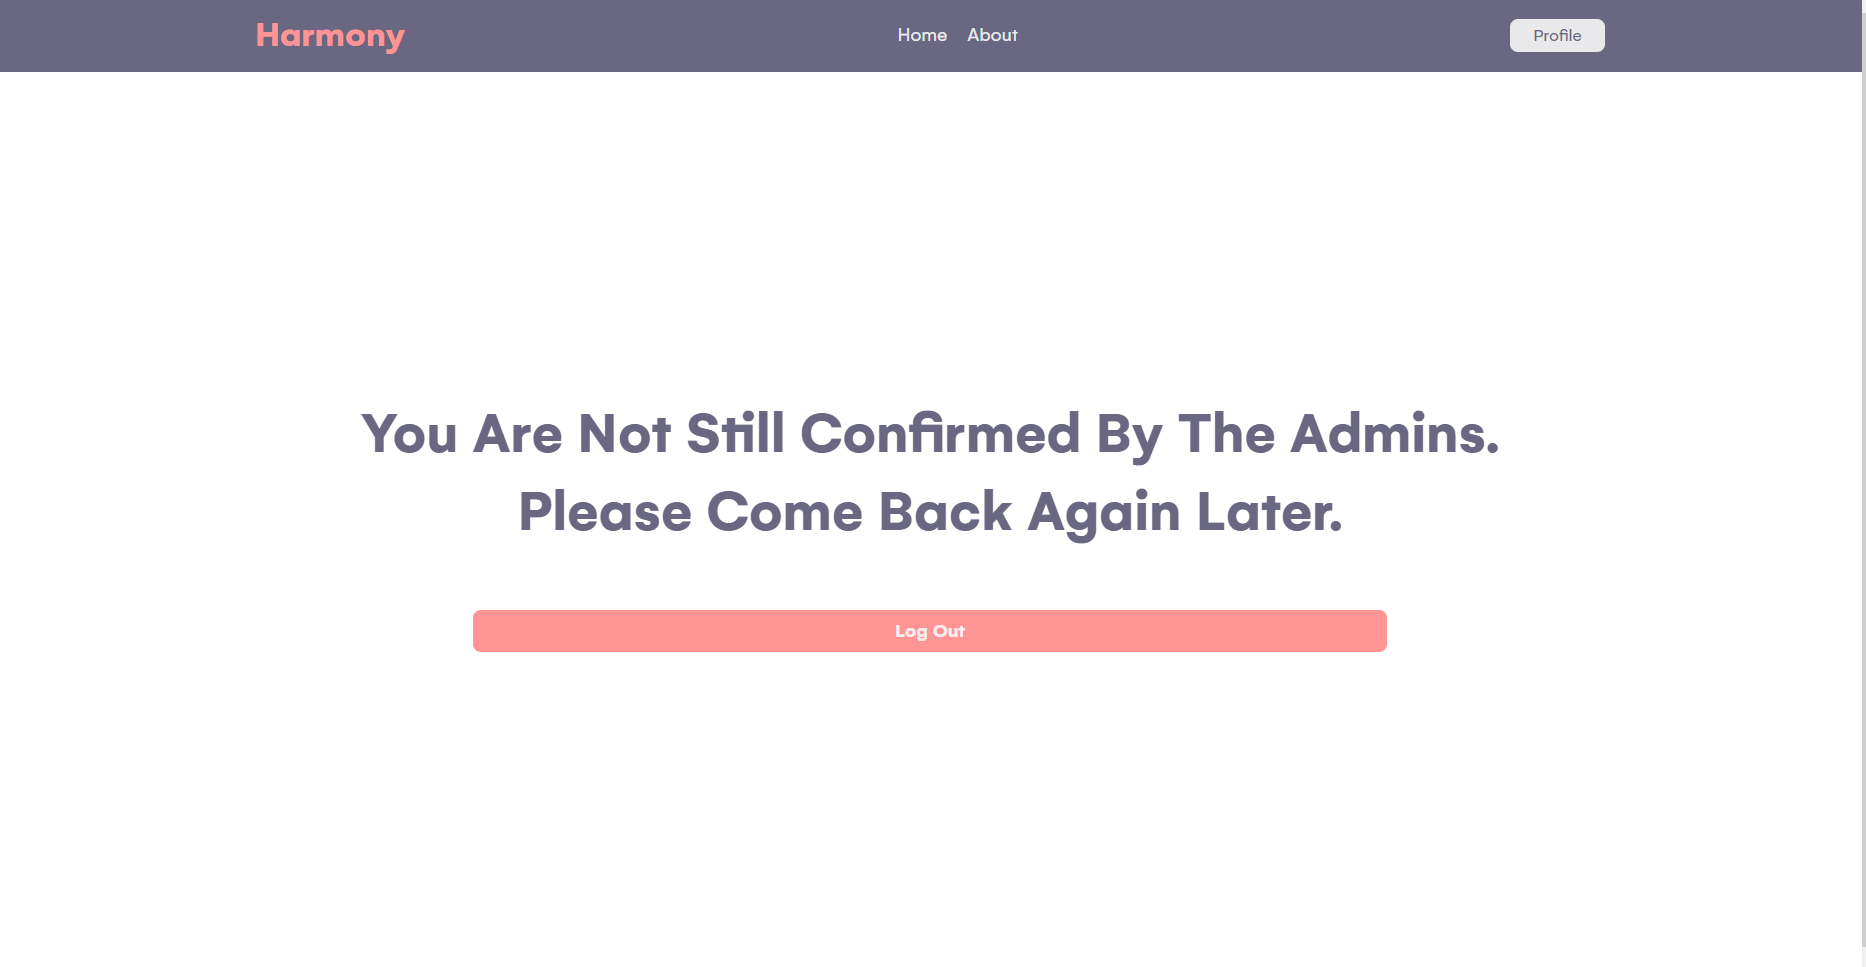 Harmony
Home About
Profile
You Are Not Still Confirmed By The Admins.
Please Come Back Again Later.
Log Out